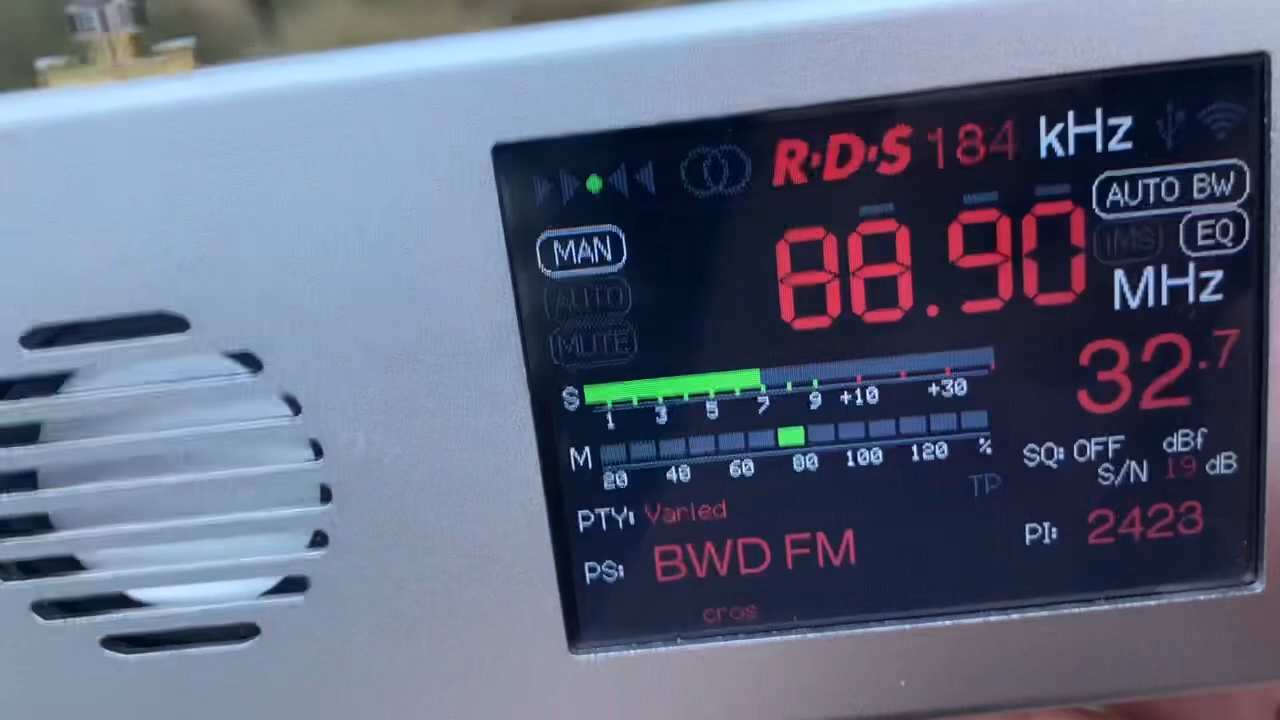 R·D·S 184 kHz
AUTO BW
MAN 88.90 iMS EQ
MHz
AUTO
MUTE
32.7
S 1 3 5 7 9 +10 +30
M 20 40 60 80 100 120 %
SQ: OFF dBf
S/N 19 dB
TP
PTY: Varied
PI: 2423
PS: BWD FM
cros